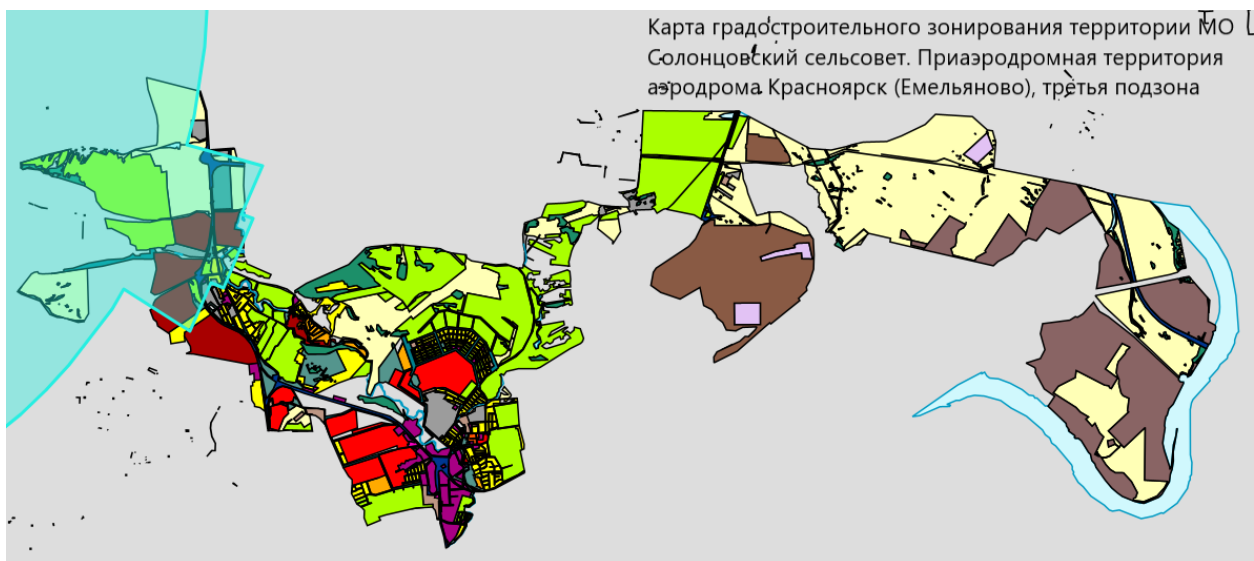 Карта градостроительного зонирования территории МО
Солонцовский сельсовет. Приаэродромная территория
аэродрома Красноярск (Емельяново), третья подзона